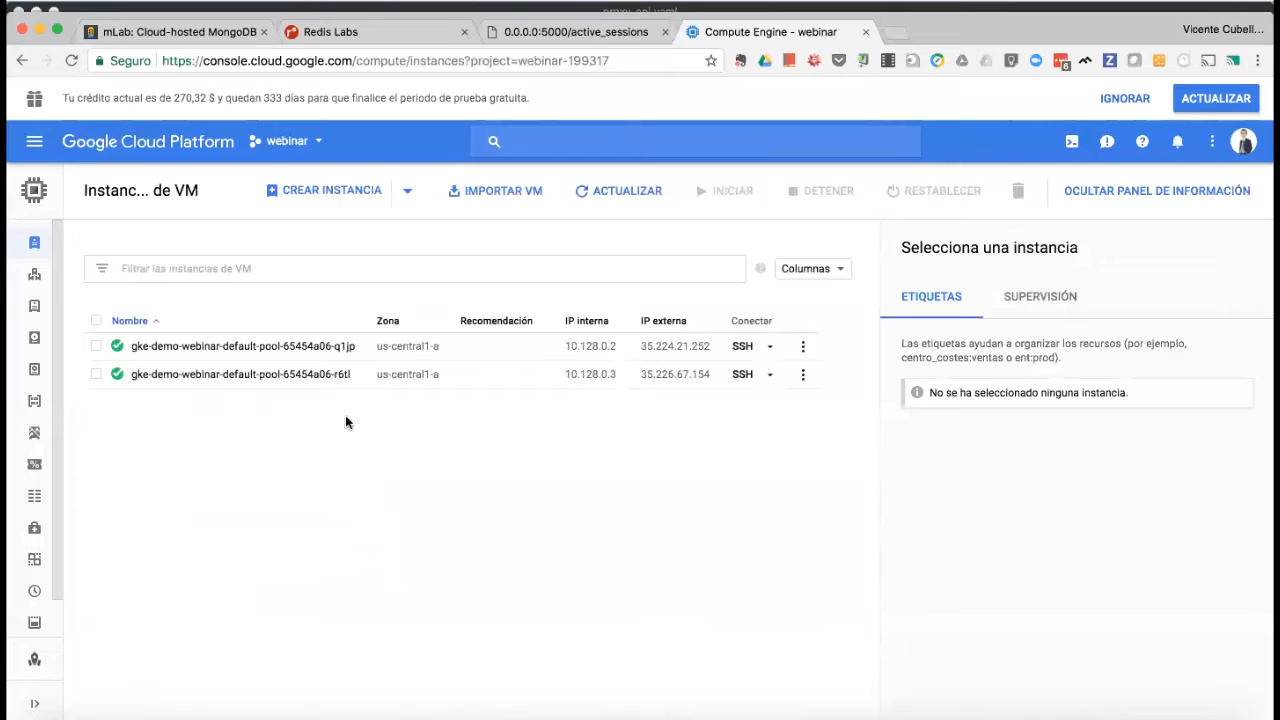 proxy_api.yaml
mLab: Cloud-hosted MongoDB
Redis Labs
0.0.0.0:5000/active_sessions
Compute Engine - webinar
Vicente Cubell...
Seguro
https://console.cloud.google.com/compute/instances?project=webinar-199317
6
Tu crédito actual es de 270,32 $ y quedan 333 días para que finalice el periodo de prueba gratuita.
IGNORAR
ACTUALIZAR
Google Cloud Platform
webinar
Instanc... de VM
CREAR INSTANCIA
IMPORTAR VM
ACTUALIZAR
INICIAR
DETENER
RESTABLECER
OCULTAR PANEL DE INFORMACIÓN
Filtrar las instancias de VM
Columnas
Nombre
Zona
Recomendación
IP interna
IP externa
Conectar
gke-demo-webinar-default-pool-65454a06-q1jp us-central1-a 10.128.0.2 35.224.21.252 SSH
gke-demo-webinar-default-pool-65454a06-r6tl us-central1-a 10.128.0.3 35.226.67.154 SSH
Selecciona una instancia
ETIQUETAS
SUPERVISIÓN
Las etiquetas ayudan a organizar los recursos (por ejemplo,
centro_costes:ventas o ent:prod).
No se ha seleccionado ninguna instancia.